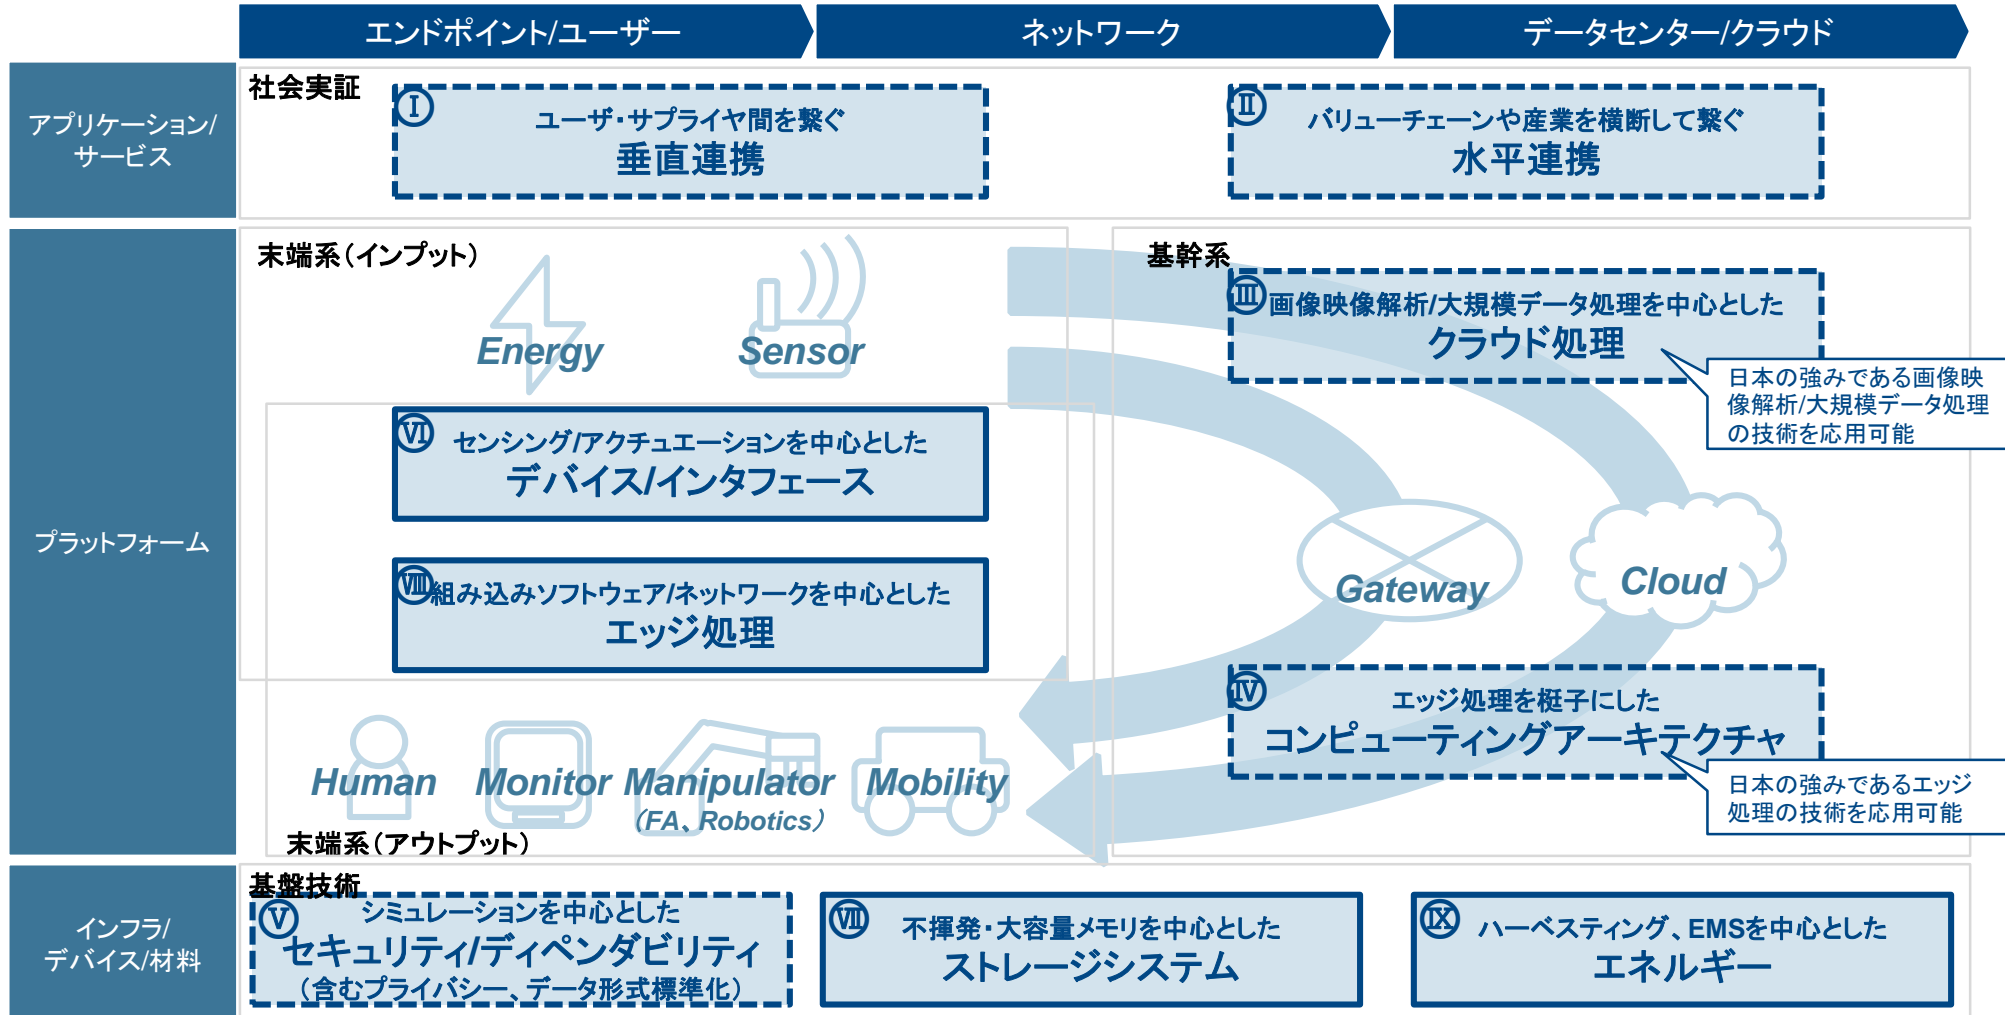 エンドポイント/ユーザー
ネットワーク
データセンター/クラウド
アプリケーション/
サービス
社会実証
Ⅰ
ユーザ・サプライヤ間を繋ぐ
垂直連携
Ⅱ
バリューチェーンや産業を横断して繋ぐ
水平連携
プラットフォーム
末端系（インプット）
Energy
Sensor
基幹系
Ⅲ
画像映像解析/大規模データ処理を中心とした
クラウド処理
日本の強みである画像映
像解析/大規模データ処理
の技術を応用可能
Ⅵ
センシング/アクチュエーションを中心とした
デバイス/インタフェース
Ⅷ
組み込みソフトウェア/ネットワークを中心とした
エッジ処理
Gateway
Cloud
Ⅳ
エッジ処理を梃子にした
コンピューティングアーキテクチャ
日本の強みであるエッジ
処理の技術を応用可能
Human
Monitor
Manipulator
（FA、Robotics）
Mobility
末端系（アウトプット）
インフラ/
デバイス/材料
基盤技術
Ⅴ
シミュレーションを中心とした
セキュリティ/ディペンダビリティ
（含むプライバシー、データ形式標準化）
Ⅶ
不揮発・大容量メモリを中心とした
ストレージシステム
Ⅸ
ハーベスティング、EMSを中心とした
エネルギー